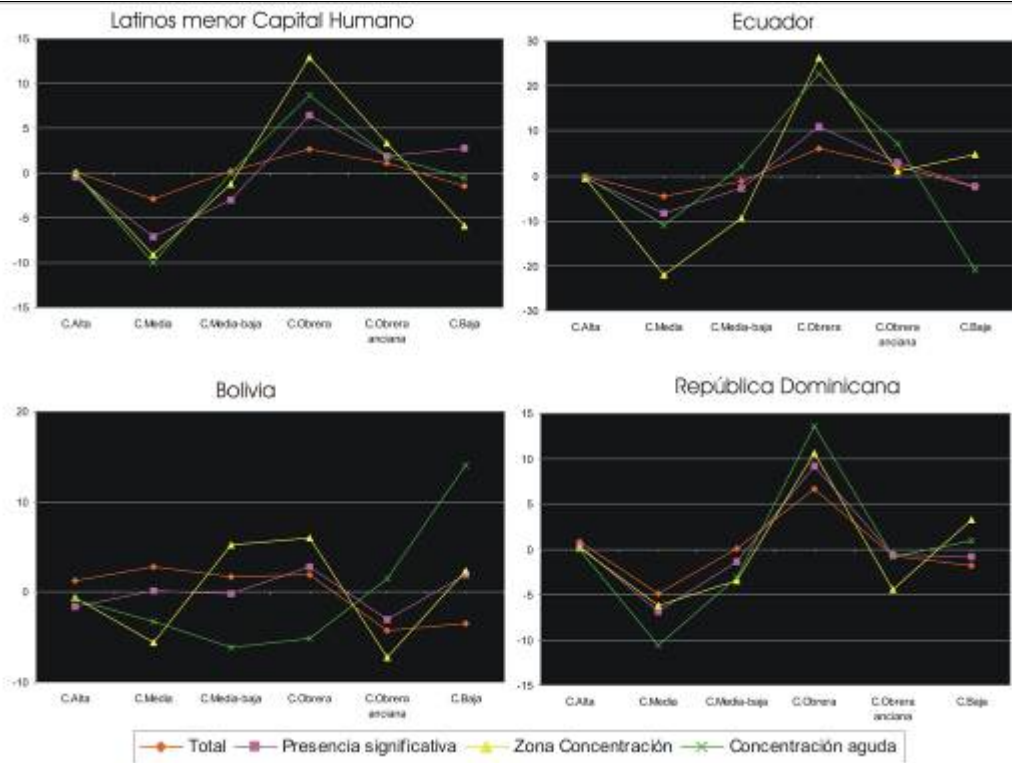 Latinos menor Capital Humano
15
10
5
0
-5
-10
-15
C.Alta C.Media C.Media-baja C.Obrera C.Obrera anciana C.Baja
Ecuador
30
20
10
0
-10
-20
-30
C.Alta C.Media C.Media-baja C.Obrera C.Obrera anciana C.Baja
Bolivia
20
10
0
-10
C.Alta C.Media C.Media-baja C.Obrera C.Obrera anciana C.Baja
República Dominicana
15
10
5
0
-5
-10
-15
C.Alta C.Media C.Media-baja C.Obrera C.Obrera anciana C.Baja
Total Presencia significativa Zona Concentración Concentración aguda